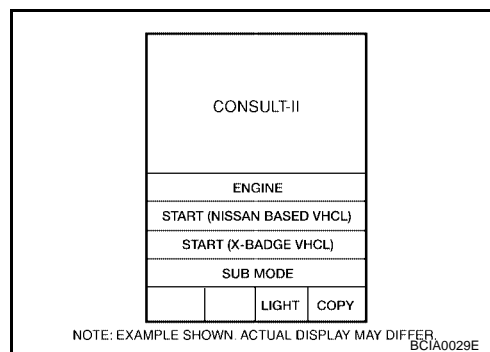 CONSULT-II
ENGINE
START (NISSAN BASED VHCL)
START (X-BADGE VHCL)
SUB MODE
LIGHT COPY
NOTE: EXAMPLE SHOWN. ACTUAL DISPLAY MAY DIFFER.
BCIA0029E